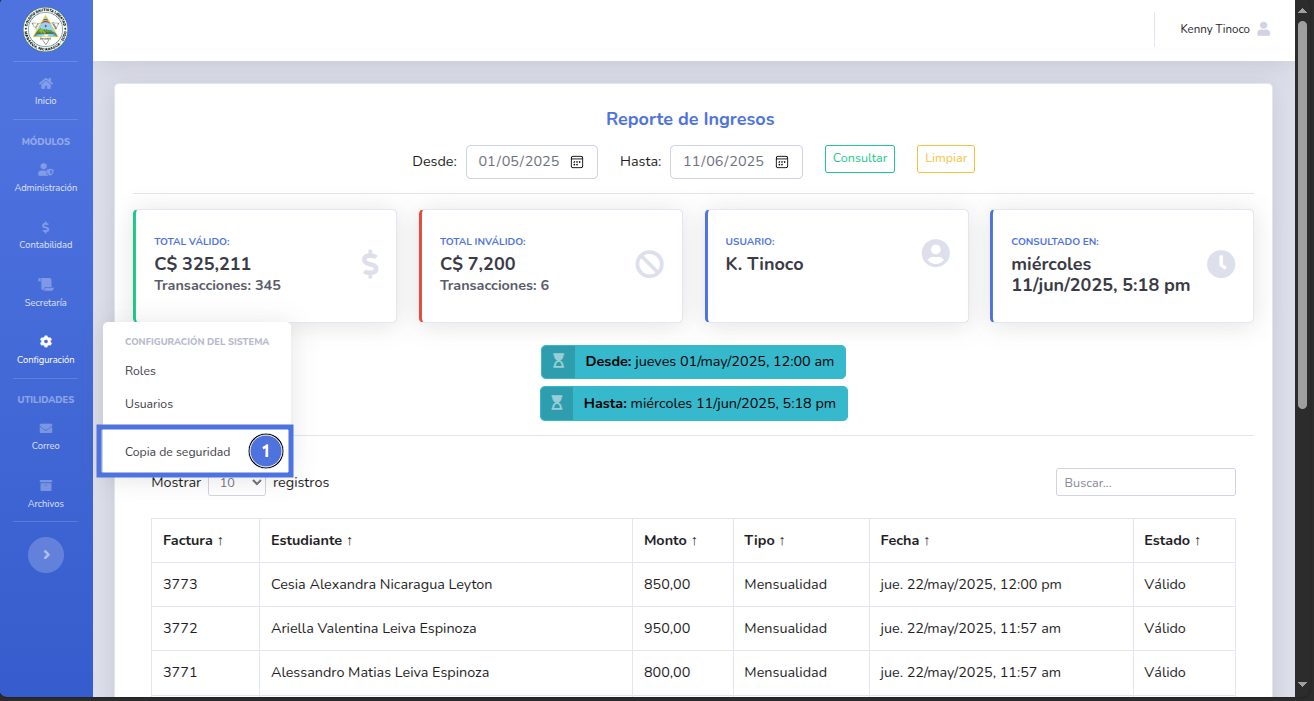 Kenny Tinoco
Inicio
MÓDULOS
Administración
Contabilidad
Secretaría
Configuración
UTILIDADES
Correo
Archivos
Reporte de Ingresos
Desde: 01/05/2025 Hasta: 11/06/2025 Consultar Limpiar
TOTAL VÁLIDO:
C$ 325,211
Transacciones: 345
TOTAL INVÁLIDO:
C$ 7,200
Transacciones: 6
USUARIO:
K. Tinoco
CONSULTADO EN:
miércoles
11/jun/2025, 5:18 pm
CONFIGURACIÓN DEL SISTEMA
Roles
Usuarios
Copia de seguridad 1
Desde: jueves 01/may/2025, 12:00 am
Hasta: miércoles 11/jun/2025, 5:18 pm
Mostrar 10 registros Buscar...
Factura ↑ Estudiante ↑ Monto ↑ Tipo ↑ Fecha ↑ Estado ↑
3773 Cesia Alexandra Nicaragua Leyton 850,00 Mensualidad jue. 22/may/2025, 12:00 pm Válido
3772 Ariella Valentina Leiva Espinoza 950,00 Mensualidad jue. 22/may/2025, 11:57 am Válido
3771 Alessandro Matias Leiva Espinoza 800,00 Mensualidad jue. 22/may/2025, 11:57 am Válido